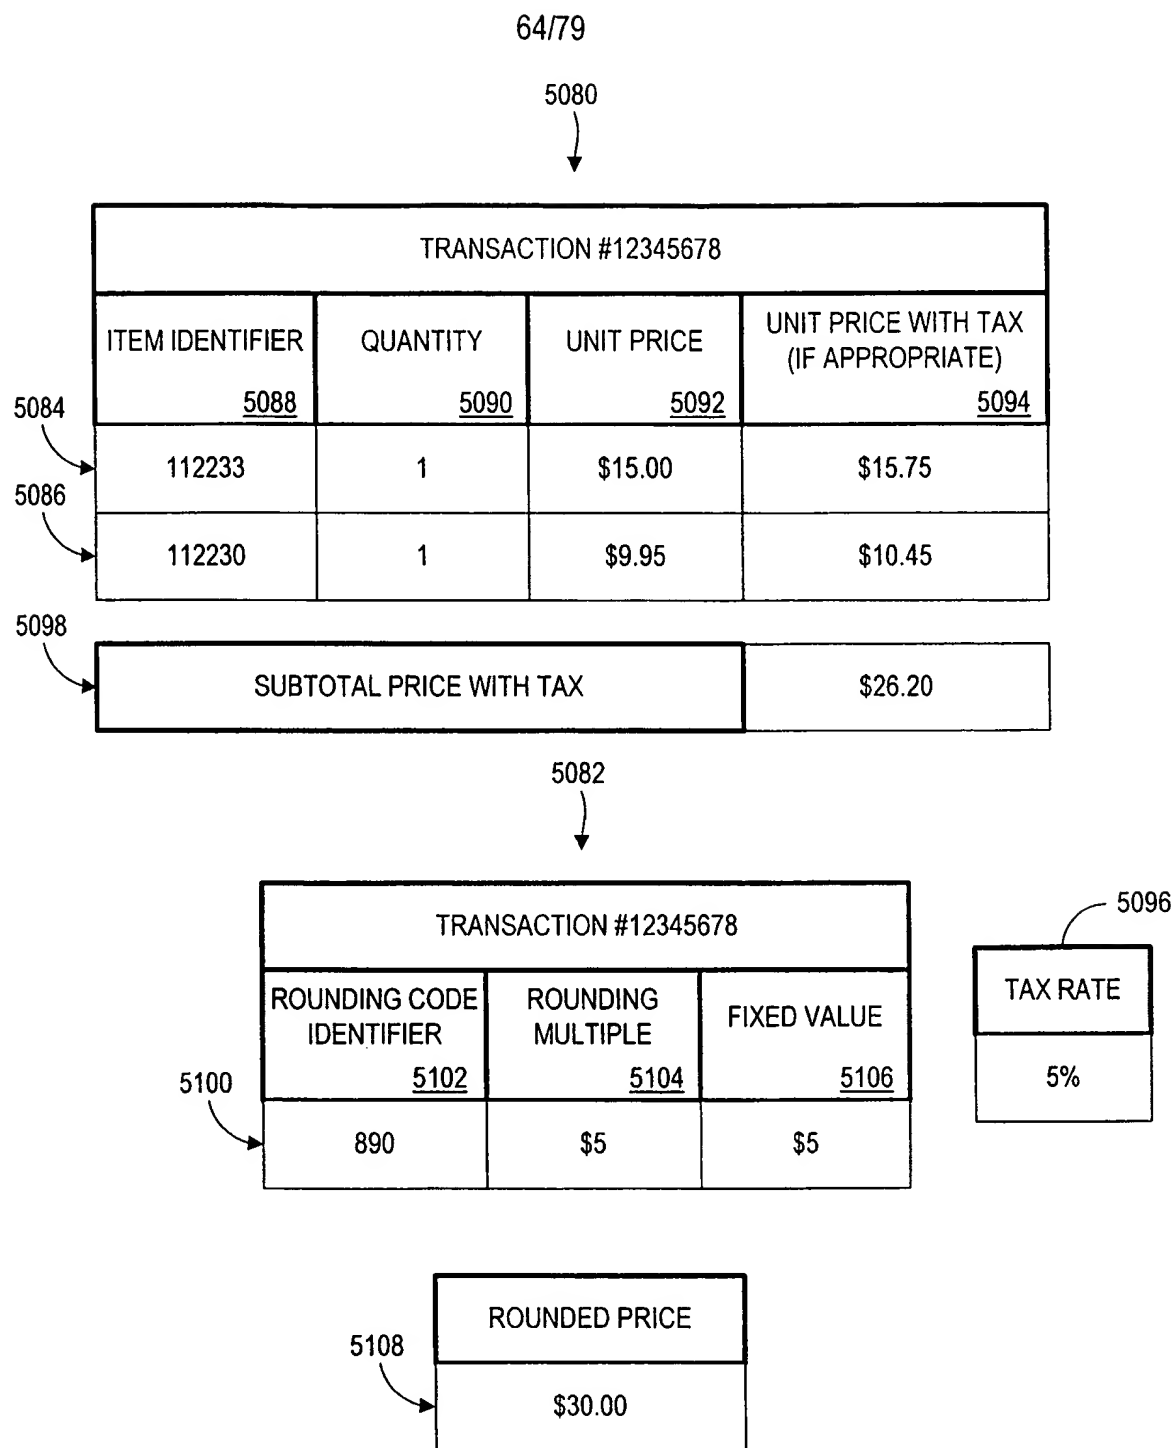 64/79
5080
TRANSACTION #12345678
ITEM IDENTIFIER QUANTITY UNIT PRICE UNIT PRICE WITH TAX
(IF APPROPRIATE)
5088 5090 5092 5094
5084
112233 1 $15.00 $15.75
5086
112230 1 $9.95 $10.45
5098
SUBTOTAL PRICE WITH TAX $26.20
5082
TRANSACTION #12345678
5096
ROUNDING CODE
IDENTIFIER
5102
ROUNDING
MULTIPLE
5104
FIXED VALUE
5106
TAX RATE
5%
5100
890 $5 $5
ROUNDED PRICE
5108
$30.00